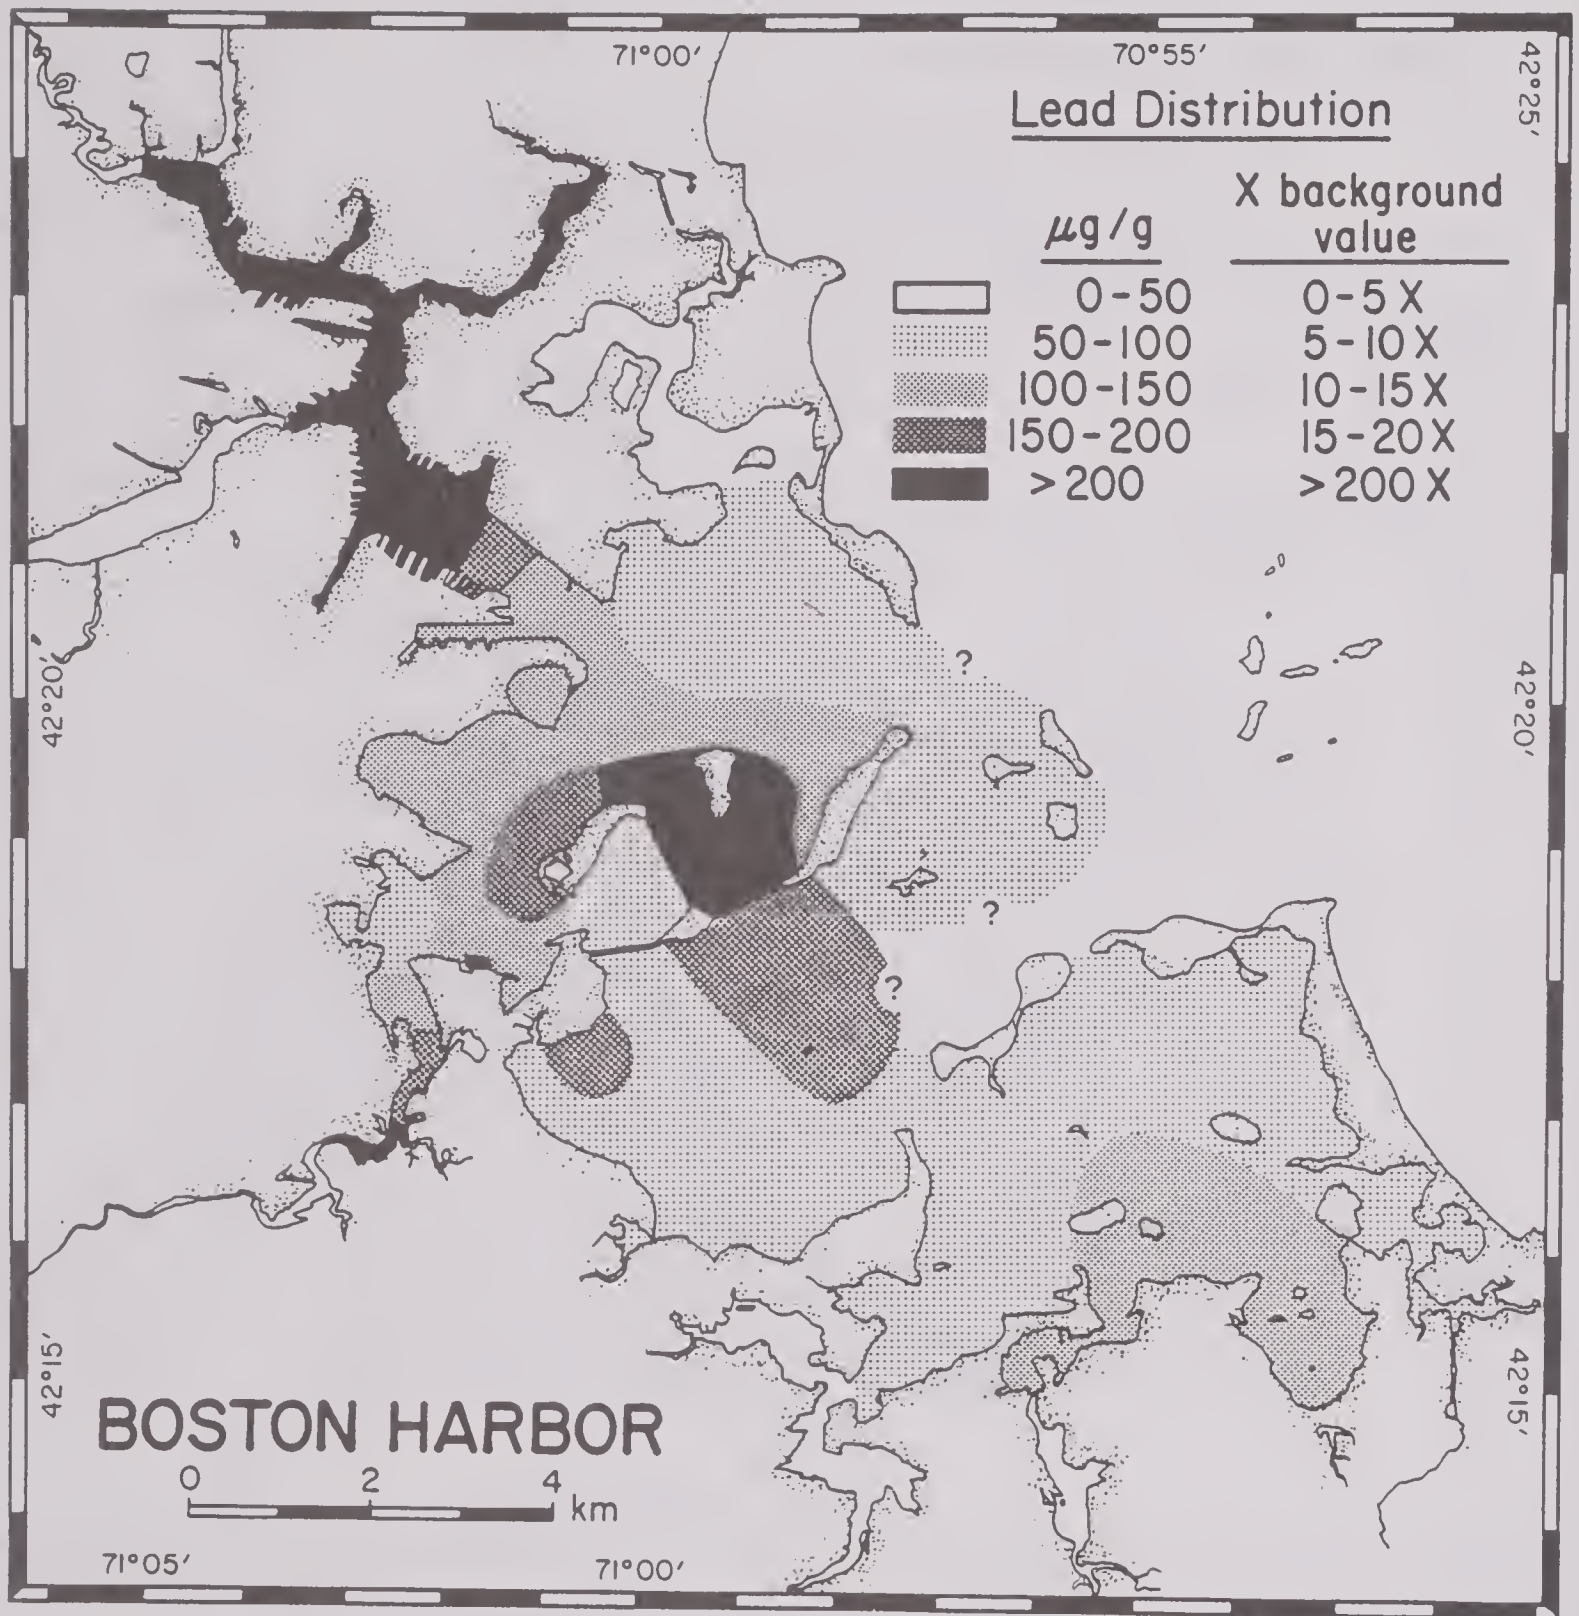 71°00' 70°55'
42°25'
Lead Distribution
μg/g X background value
0-50 0-5X
50-100 5-10X
100-150 10-15X
150-200 15-20X
>200 >200X
?
42°20' 42°20'
?
?
42°15' 42°15'
BOSTON HARBOR
0 2 4 km
71°05' 71°00'